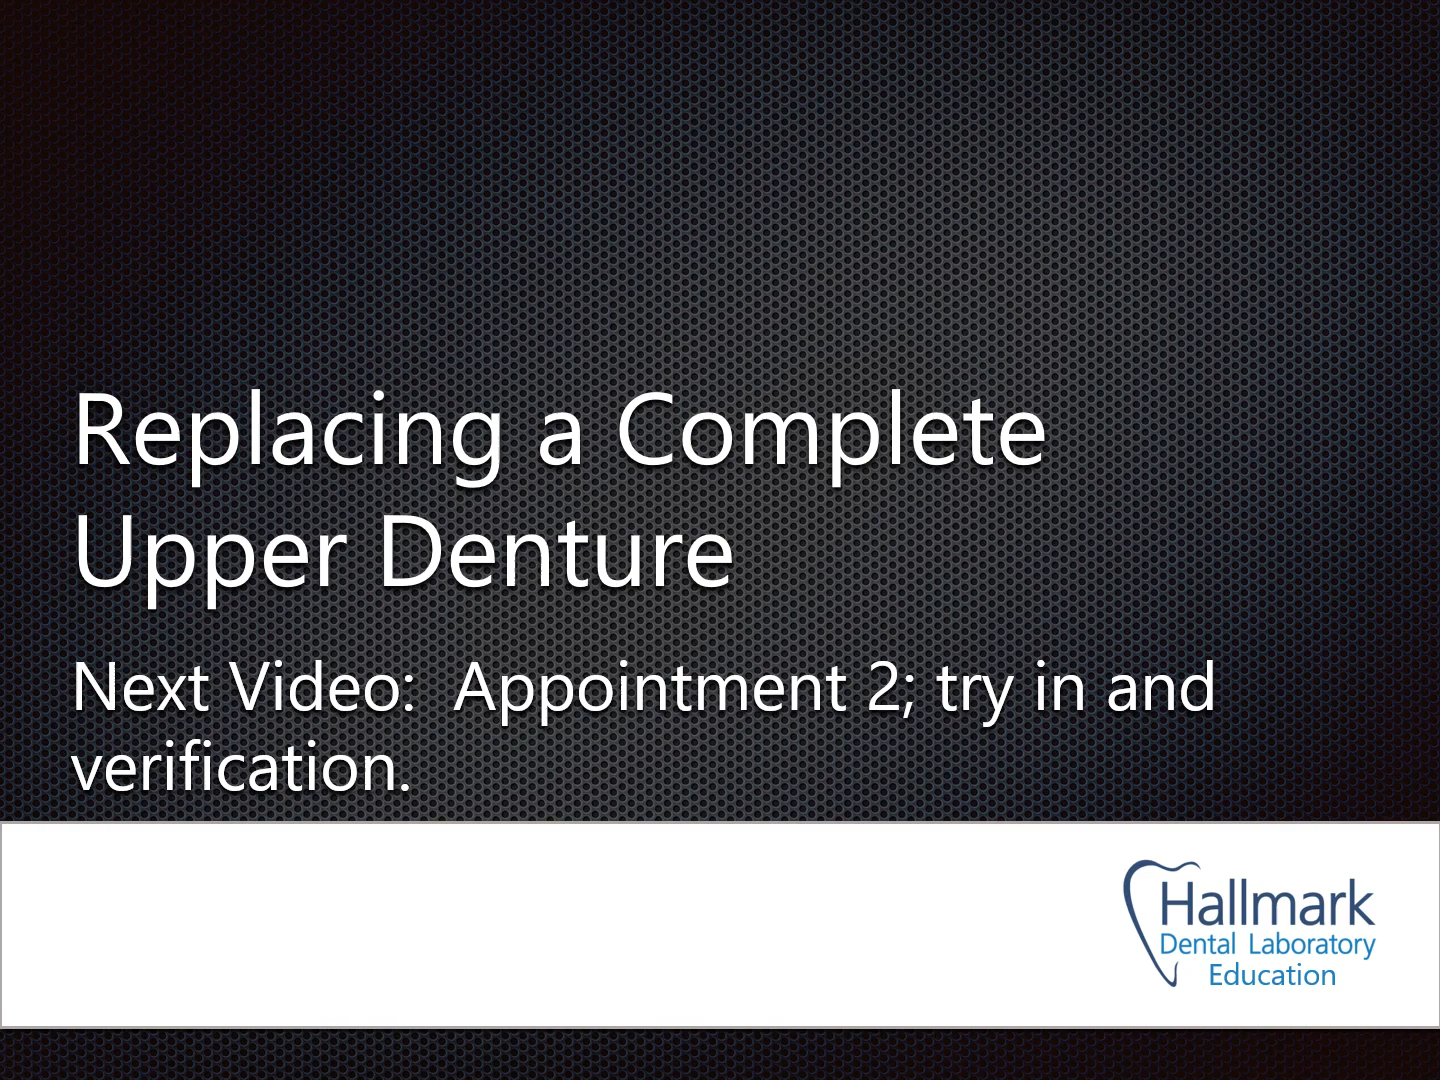 Replacing a Complete
Upper Denture
Next Video:  Appointment 2; try in and
verification.
Hallmark
Dental Laboratory
Education